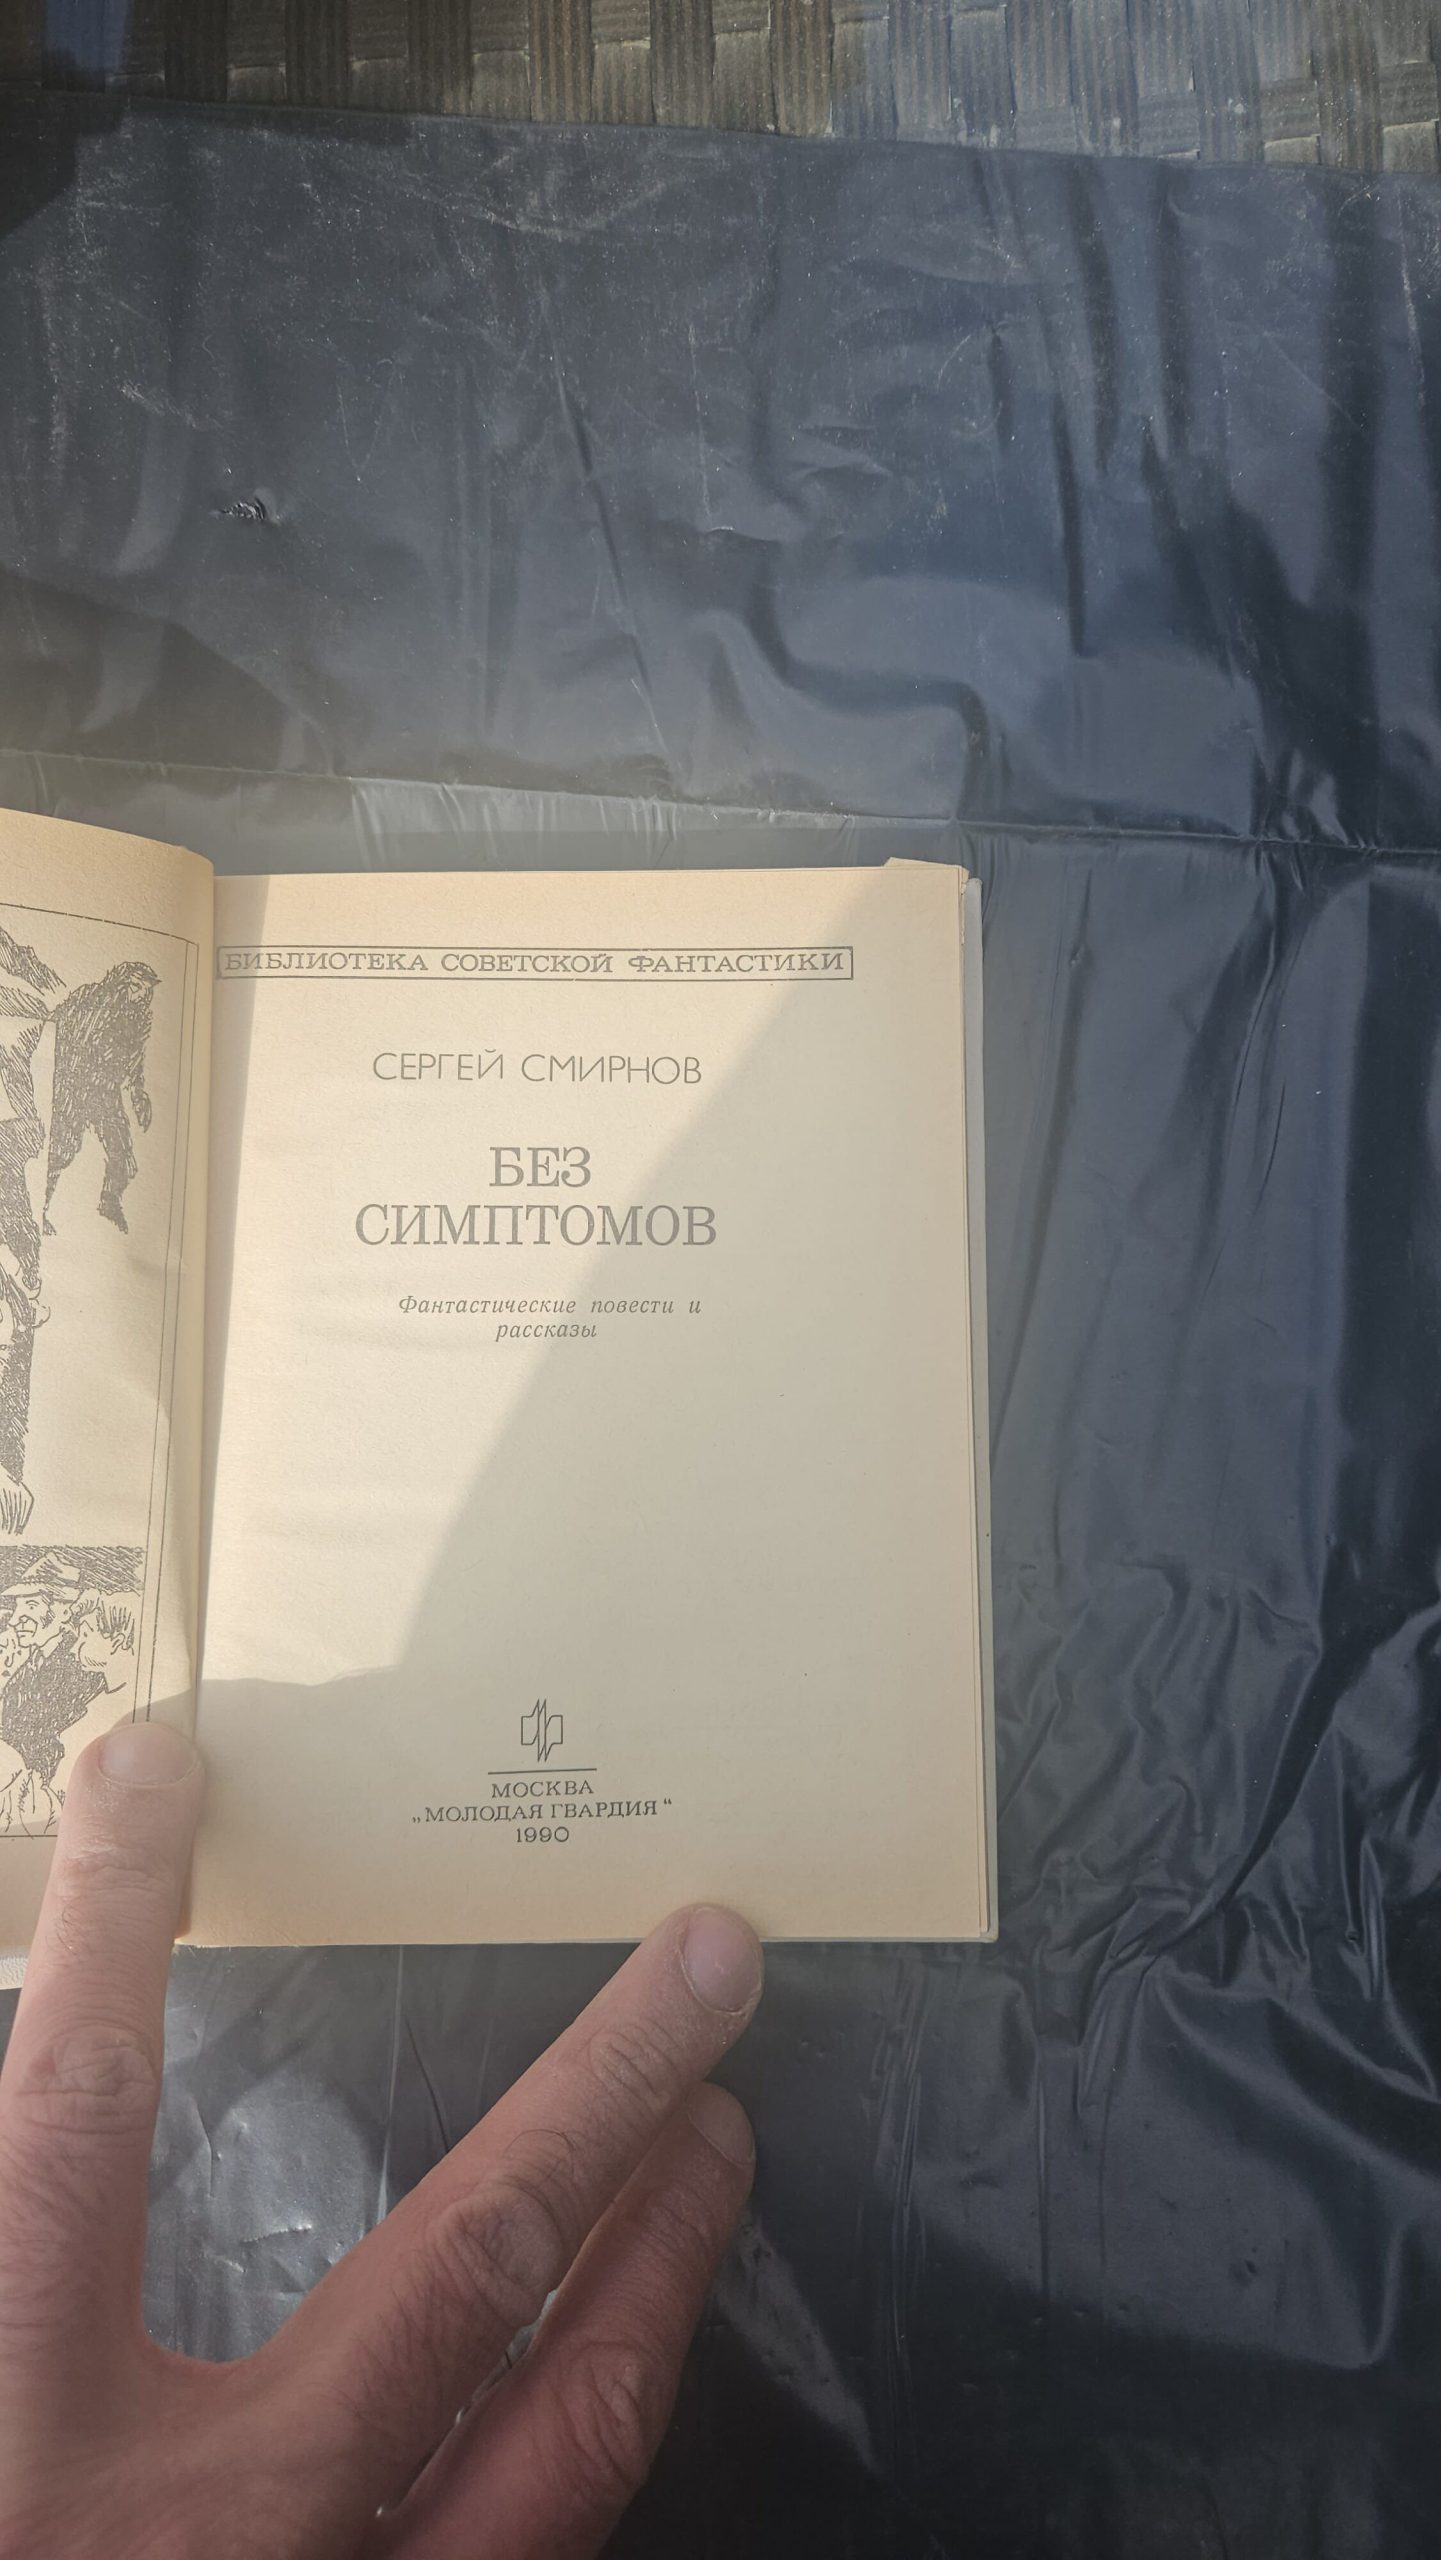 БИБЛИОТЕКА СОВЕТСКОЙ ФАНТАСТИКИ
СЕРГЕЙ СМИРНОВ
БЕЗ
СИМПТОМОВ
Фантастические повести и
рассказы
МОСКВА
„МОЛОДАЯ ГВАРДИЯ“
1990